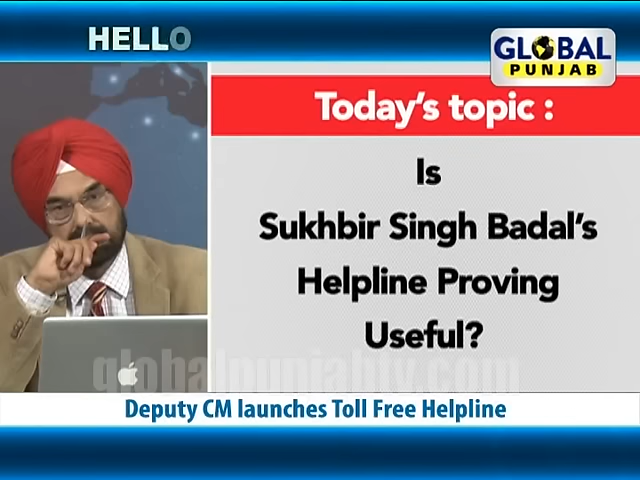 HELLO
GLOBAL
PUNJAB
Today's topic :
Is
Sukhbir Singh Badal's
Helpline Proving
Useful?
globalpunjabtv.com
Deputy CM launches Toll Free Helpline